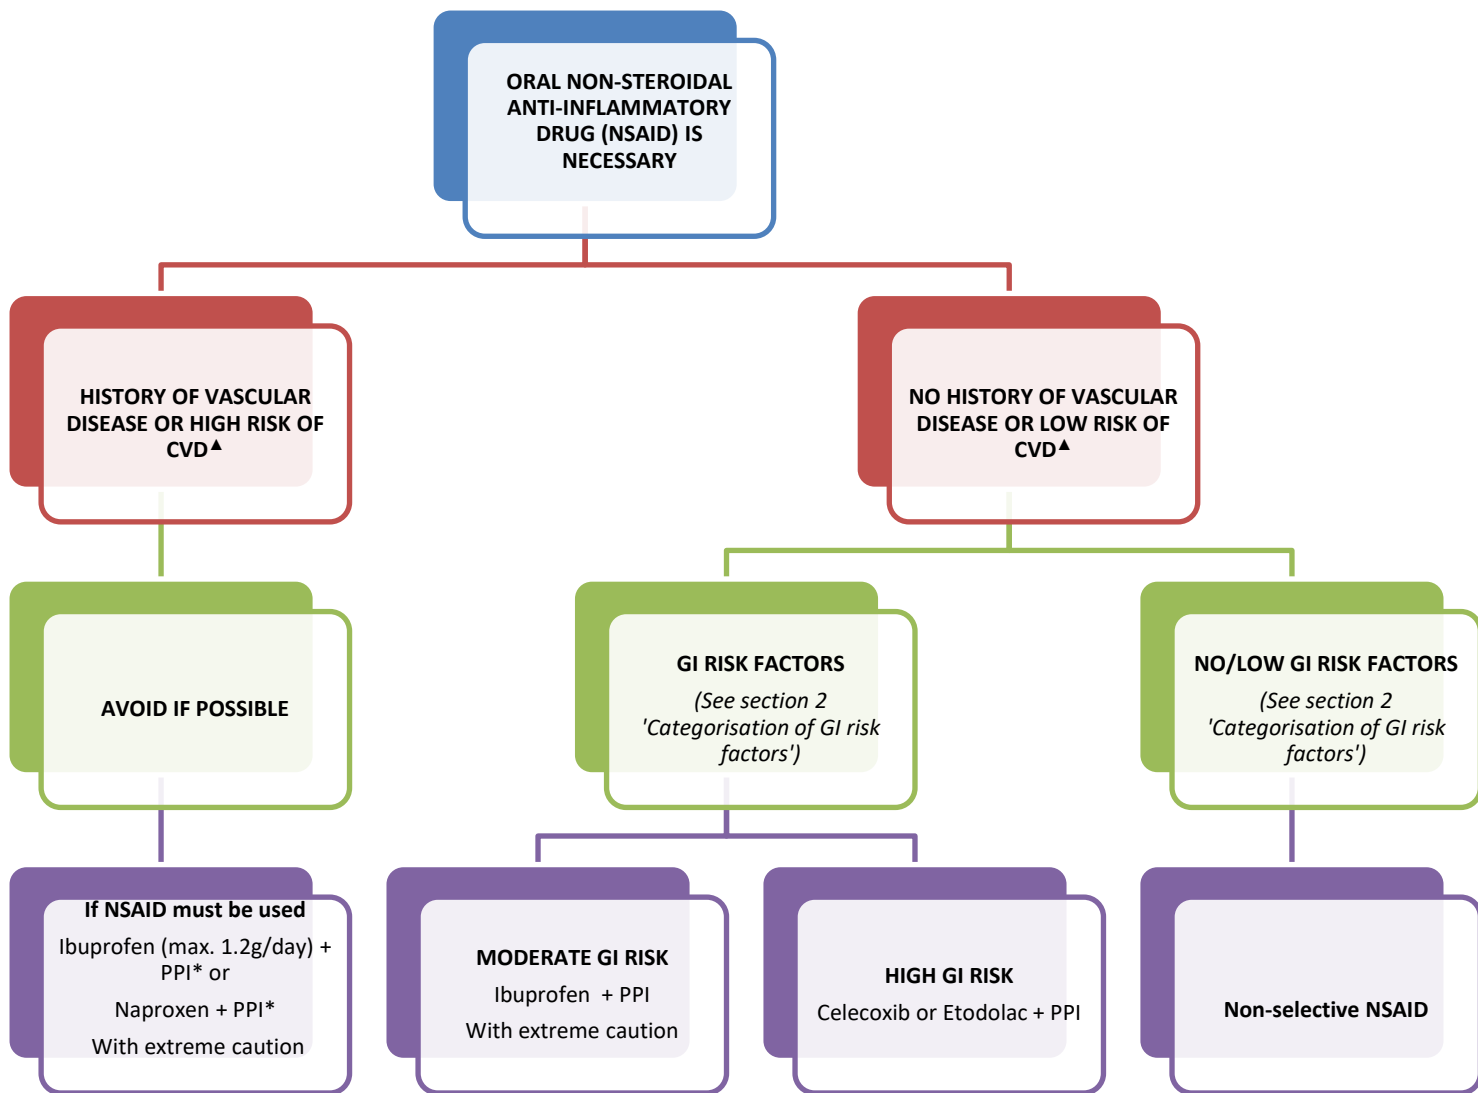 ORAL NON-STEROIDAL
ANTI-INFLAMMATORY
DRUG (NSAID) IS
NECESSARY
HISTORY OF VASCULAR
DISEASE OR HIGH RISK OF
CVD▲
NO HISTORY OF VASCULAR
DISEASE OR LOW RISK OF
CVD▲
AVOID IF POSSIBLE
GI RISK FACTORS
(See section 2
'Categorisation of GI risk
factors')
NO/LOW GI RISK FACTORS
(See section 2
'Categorisation of GI risk
factors')
If NSAID must be used
Ibuprofen (max. 1.2g/day) +
PPI* or
Naproxen + PPI*
With extreme caution
MODERATE GI RISK
Ibuprofen + PPI
With extreme caution
HIGH GI RISK
Celecoxib or Etodolac + PPI
Non-selective NSAID